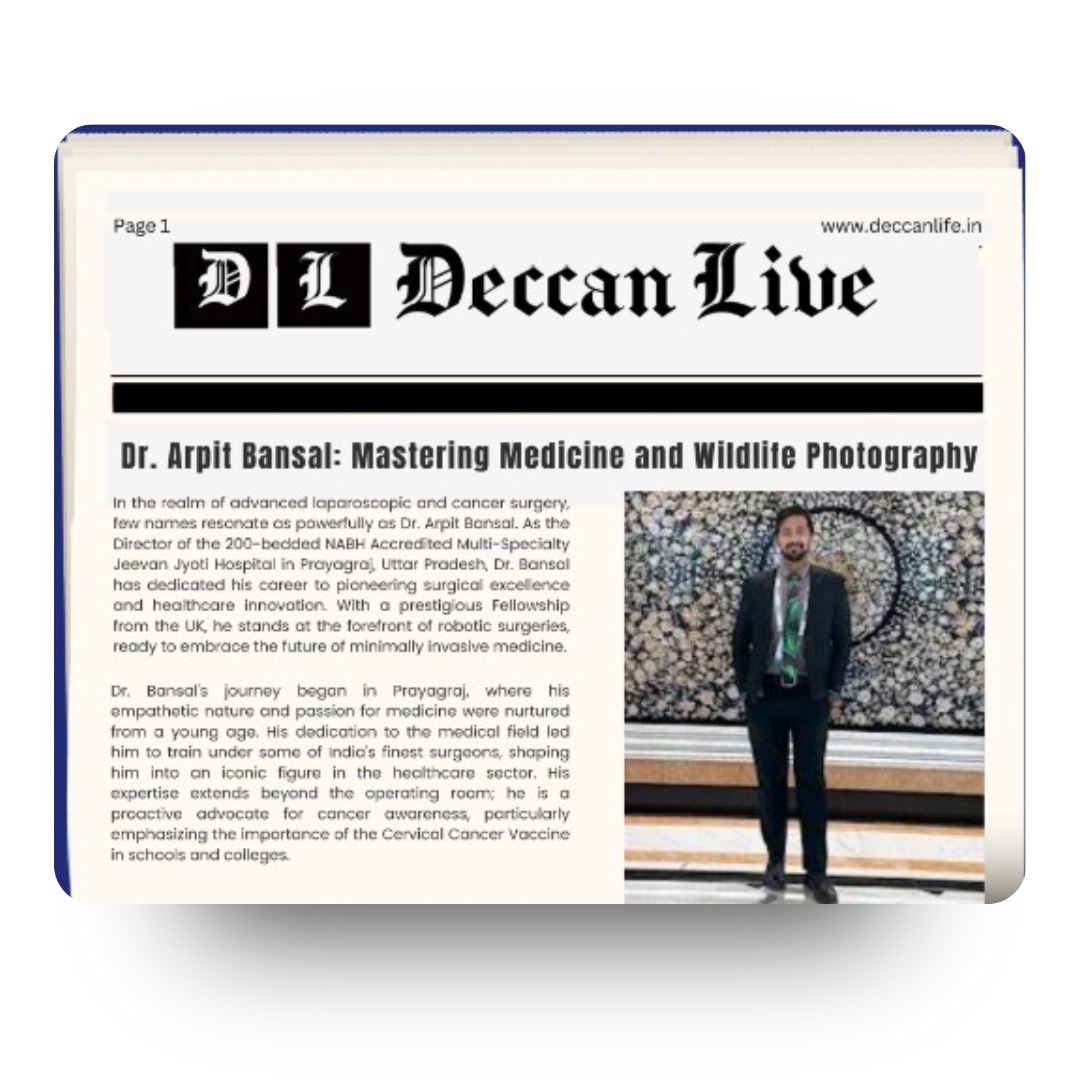 Page 1
www.deccanlife.in
D L Deccan Live
Dr. Arpit Bansal: Mastering Medicine and Wildlife Photography
In the realm of advanced laparoscopic and cancer surgery,
few names resonate as powerfully as Dr. Arpit Bansal. As the
Director of the 200-bedded NABH Accredited Multi-Specialty
Jeevan Jyoti Hospital in Prayagraj, Uttar Pradesh, Dr. Bansal
has dedicated his career to pioneering surgical excellence
and healthcare innovation. With a prestigious Fellowship
from the UK, he stands at the forefront of robotic surgeries,
ready to embrace the future of minimally invasive medicine.
Dr. Bansal's journey began in Prayagraj, where his
empathetic nature and passion for medicine were nurtured
from a young age. His dedication to the medical field led
him to train under some of India's finest surgeons, shaping
him into an iconic figure in the healthcare sector. His
expertise extends beyond the operating room; he is a
proactive advocate for cancer awareness, particularly
emphasizing the importance of the Cervical Cancer Vaccine
in schools and colleges.